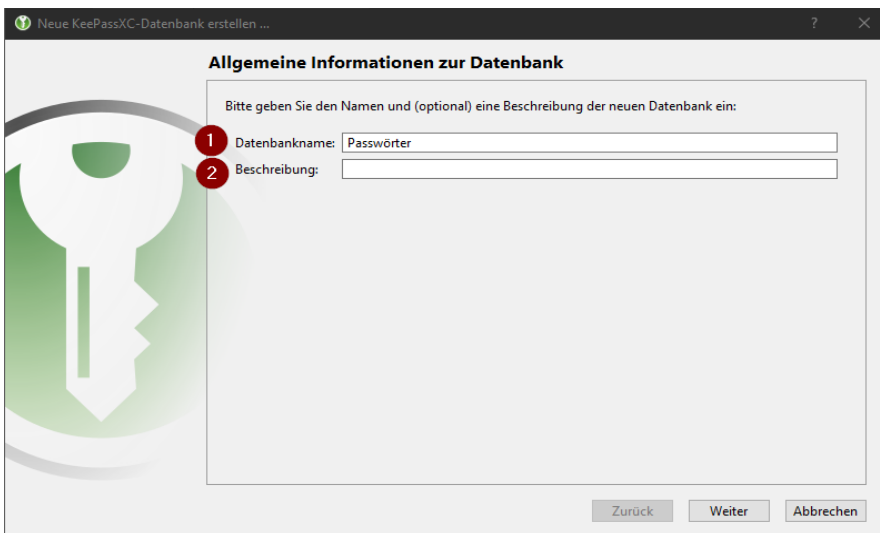 Neue KeePassXC-Datenbank erstellen ... ? ×
Allgemeine Informationen zur Datenbank
Bitte geben Sie den Namen und (optional) eine Beschreibung der neuen Datenbank ein:
1 Datenbankname: Passwörter
2 Beschreibung:
Zurück Weiter Abbrechen